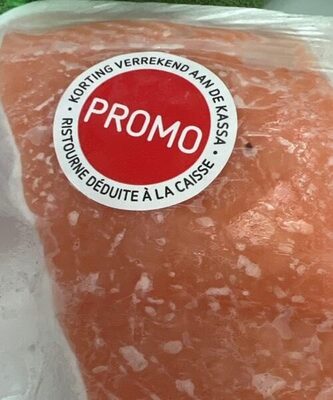 • KORTING VERREKEND AAN DE KASSA •
PROMO
RISTOURNE DÉDUITE À LA CAISSE